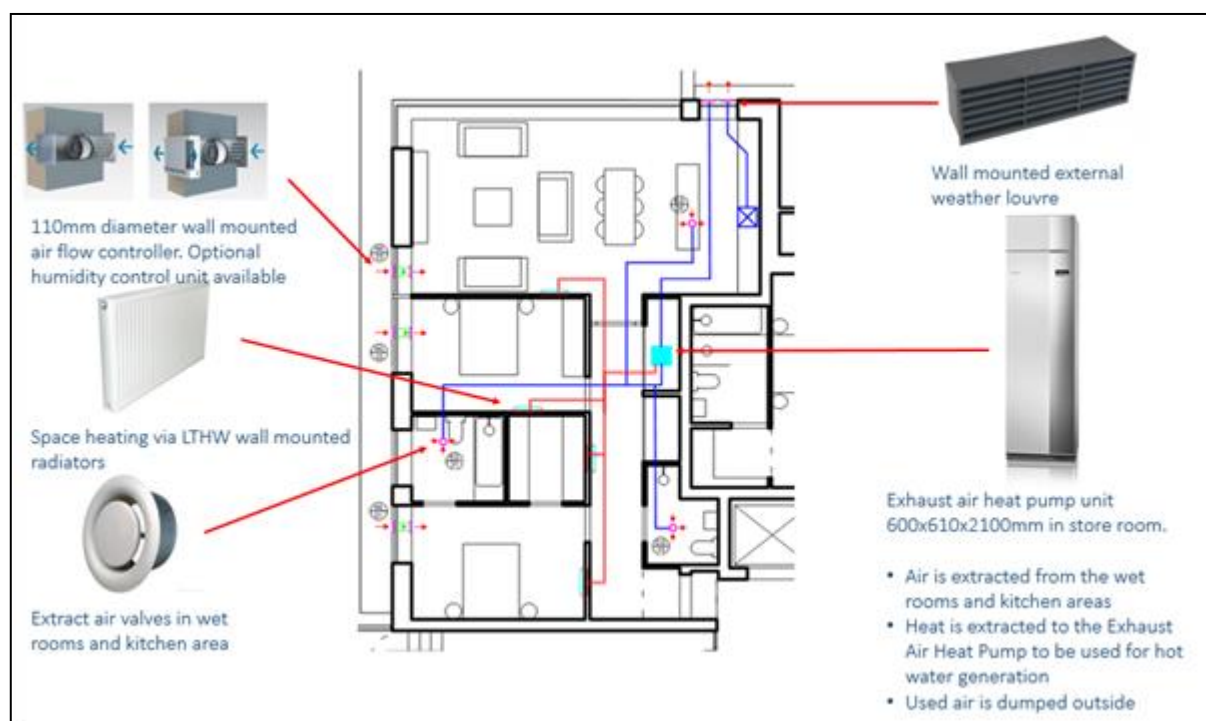 110mm diameter wall mounted
air flow controller. Optional
humidity control unit available
Space heating via LTHW wall mounted
radiators
Extract air valves in wet
rooms and kitchen area
Wall mounted external
weather louvre
Exhaust air heat pump unit
600x610x2100mm in store room.
• Air is extracted from the wet
rooms and kitchen areas
• Heat is extracted to the Exhaust
Air Heat Pump to be used for hot
water generation
• Used air is dumped outside